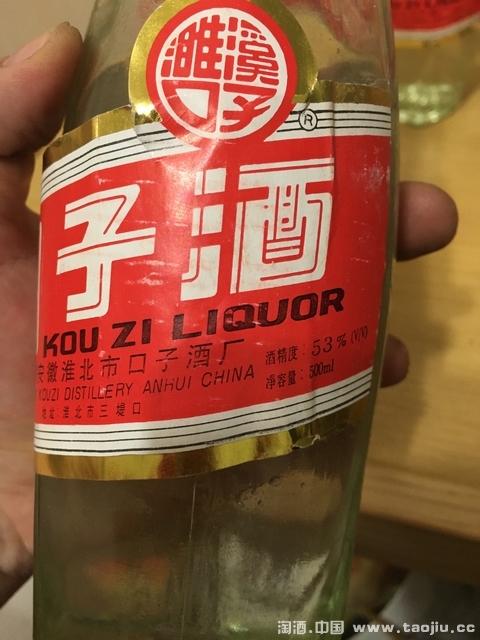 濉溪
口子
®
子酒
KOU ZI LIQUOR
安徽淮北市口子酒厂
KOUZI DISTILLERY ANHUI CHINA
地址:淮北市三堤口
酒精度:53%(V/V)
净容量:500ml
淘酒.中国 www.taojiu.cc